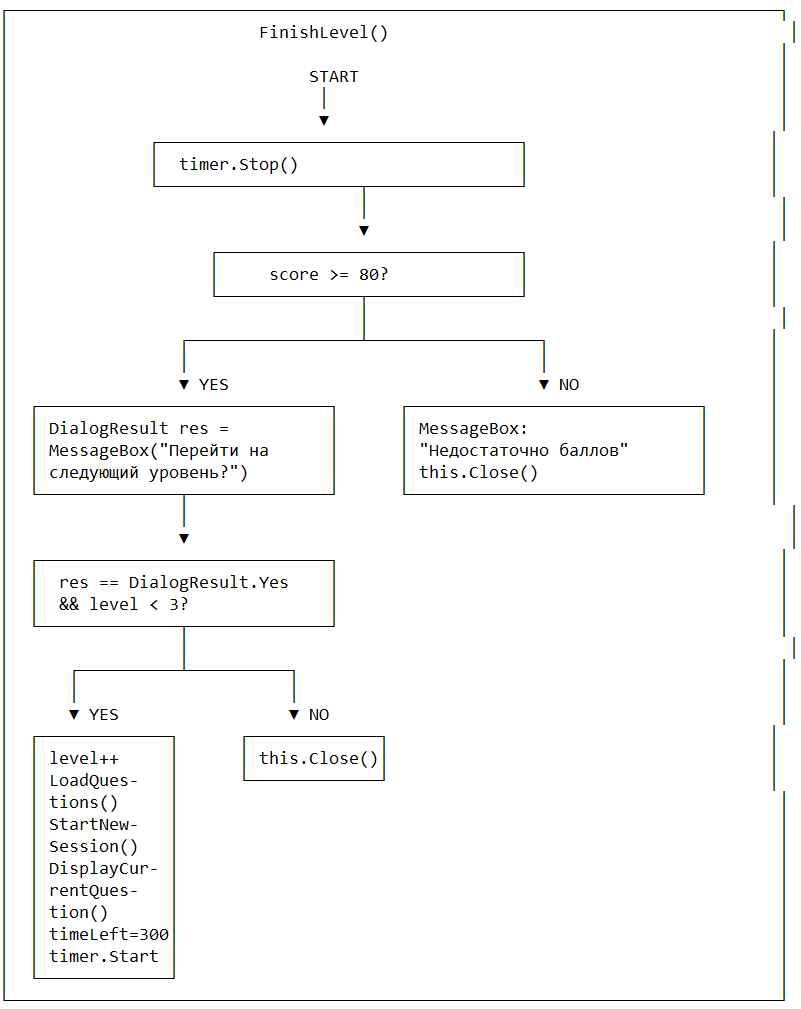 FinishLevel()
START
timer.Stop()
score >= 80?
YES
NO
DialogResult res =
MessageBox("Перейти на
следующий уровень?")
MessageBox:
"Недостаточно баллов"
this.Close()
res == DialogResult.Yes
&& level < 3?
YES
NO
level++
LoadQues-
tions()
StartNew-
Session()
DisplayCur-
rentQues-
tion()
timeLeft=300
timer.Start
this.Close()